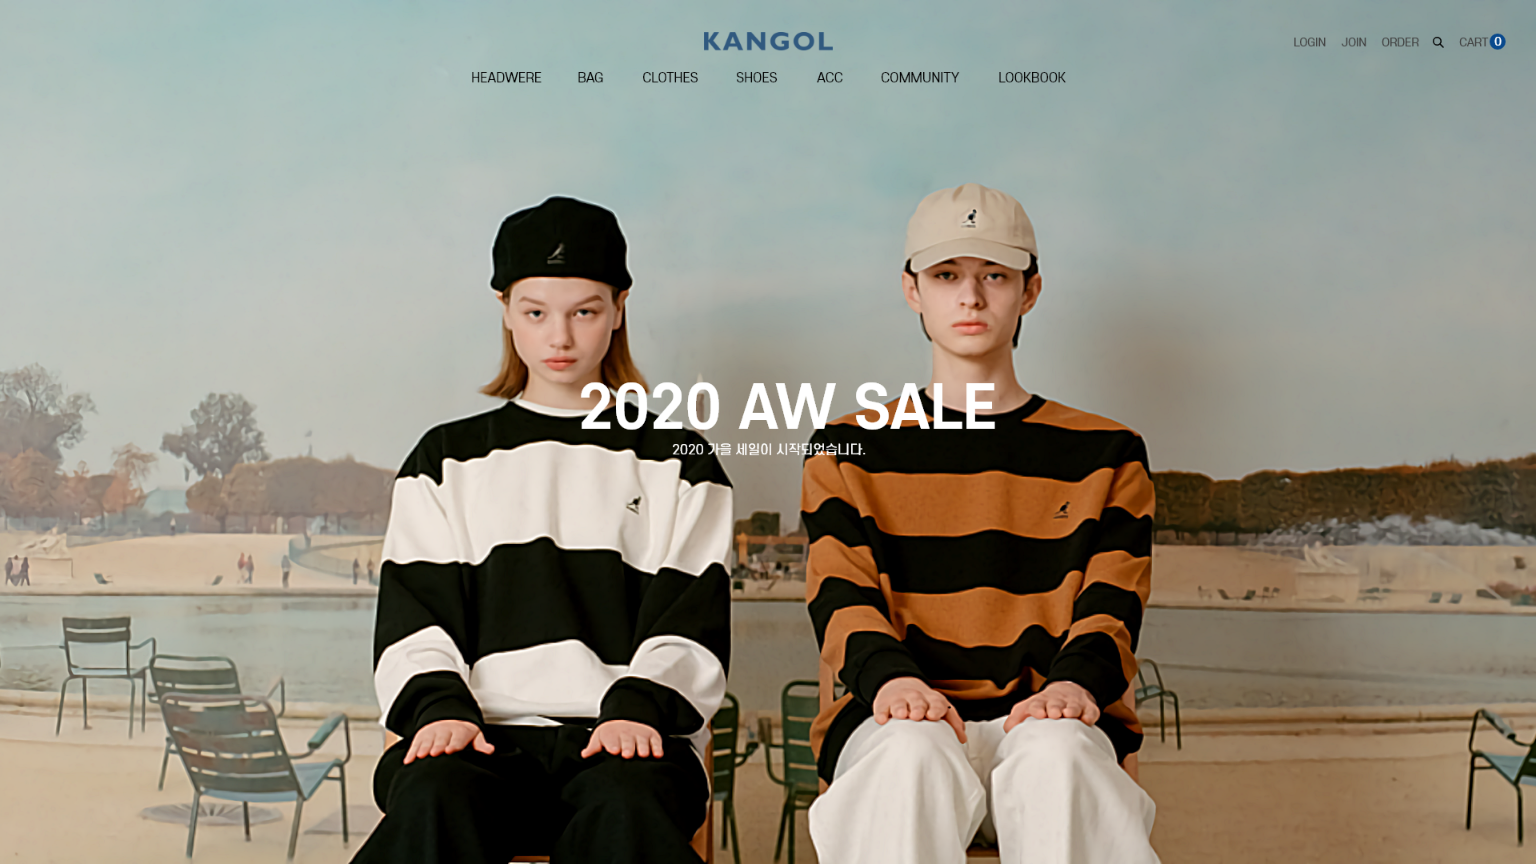 KANGOL
LOGIN JOIN ORDER CART 0
HEADWERE BAG CLOTHES SHOES ACC COMMUNITY LOOKBOOK
2020 AW SALE
2020 가을 세일이 시작되었습니다.